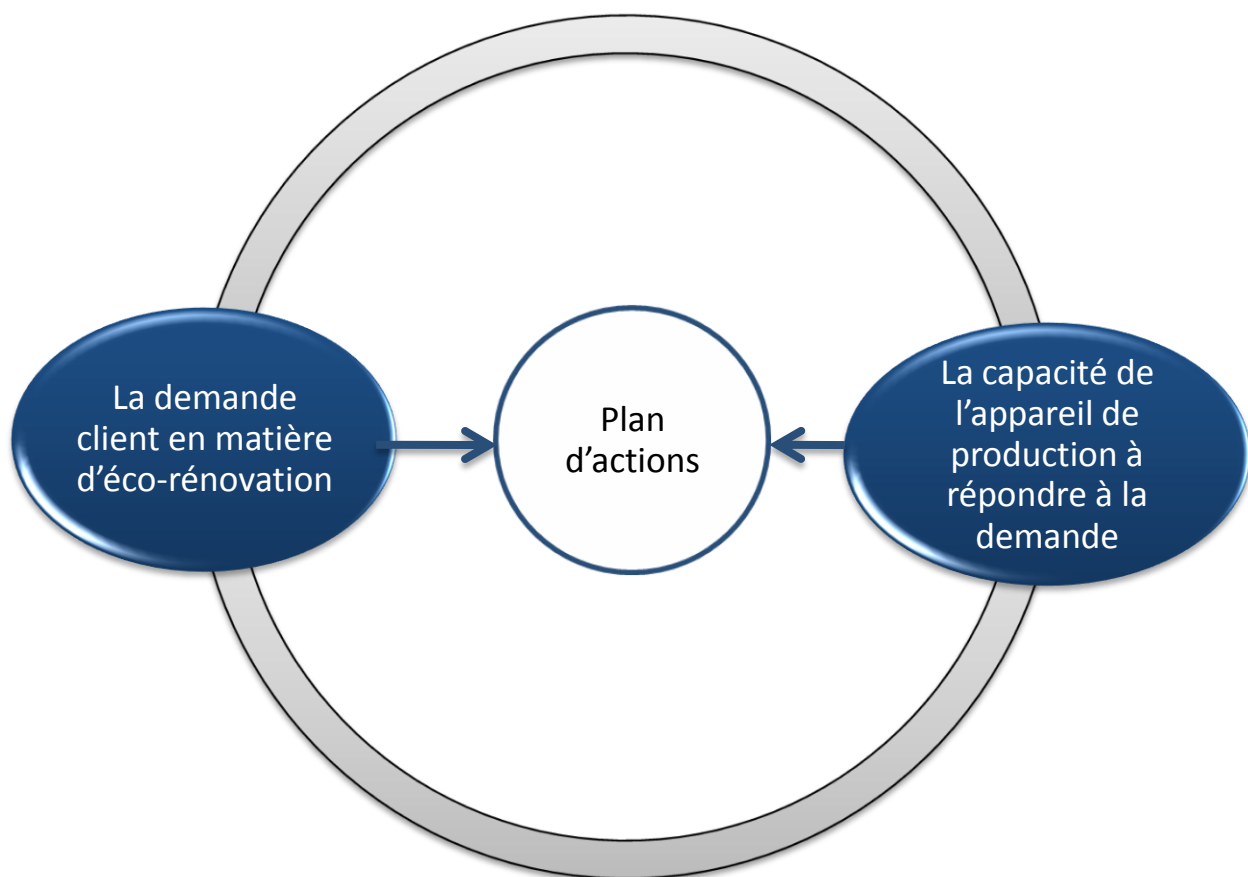 La demande
client en matière
d’éco-rénovation
Plan
d’actions
La capacité de
l’appareil de
production à
répondre à la
demande